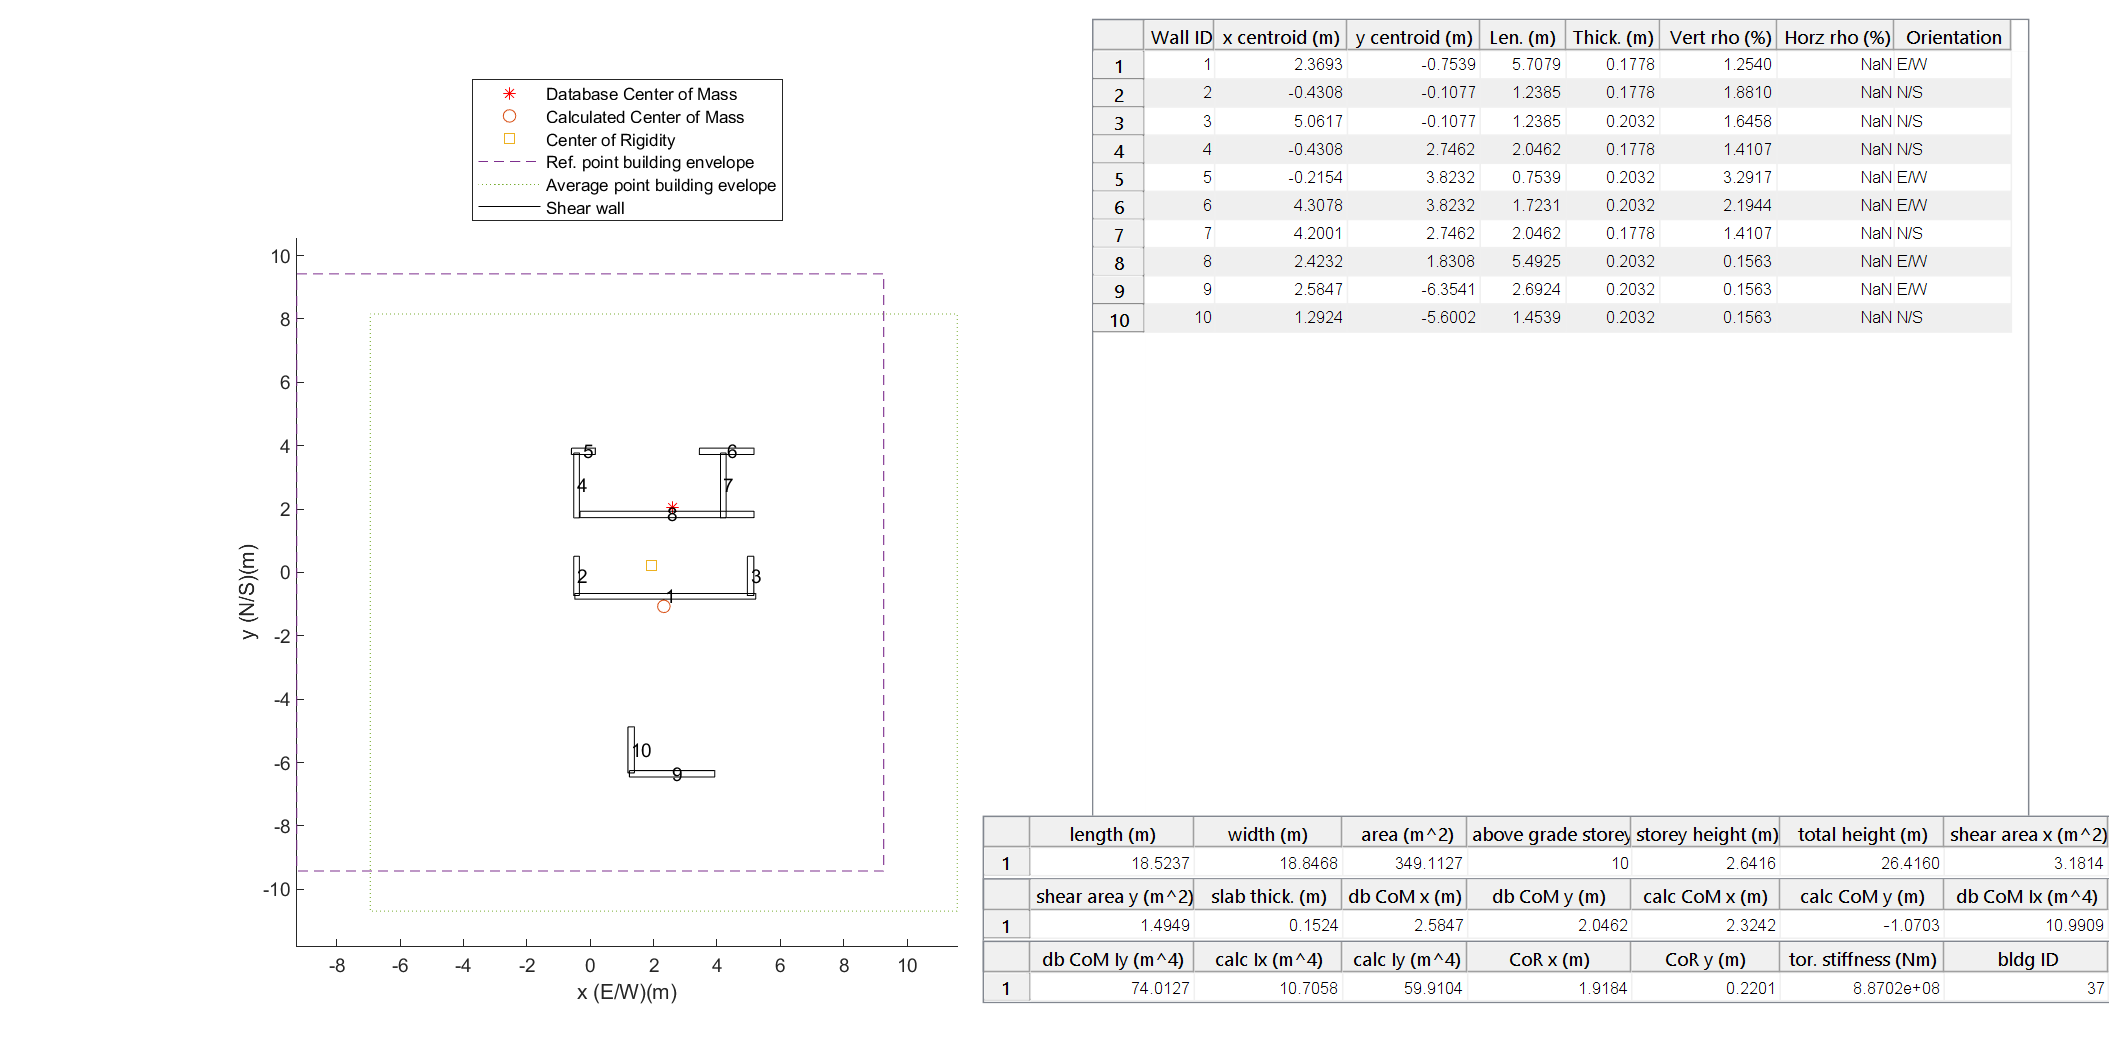 Database Center of Mass
Calculated Center of Mass
Center of Rigidity
Ref. point building envelope
Average point building evelope
Shear wall
10
8
6
4
2
0
-2
-4
-6
-8
-10
y (N/S)(m)
5
6
4
7
8
2
3
1
10
9
-8 -6 -4 -2 0 2 4 6 8 10
x (E/W)(m)
Wall ID x centroid (m) y centroid (m) Len. (m) Thick. (m) Vert rho (%) Horz rho (%) Orientation
1 1 2.3693 -0.7539 5.7079 0.1778 1.2540 NaN E/W
2 2 -0.4308 -0.1077 1.2385 0.1778 1.8810 NaN N/S
3 3 5.0617 -0.1077 1.2385 0.2032 1.6458 NaN N/S
4 4 -0.4308 2.7462 2.0462 0.1778 1.4107 NaN N/S
5 5 -0.2154 3.8232 0.7539 0.2032 3.2917 NaN E/W
6 6 4.3078 3.8232 1.7231 0.2032 2.1944 NaN E/W
7 7 4.2001 2.7462 2.0462 0.1778 1.4107 NaN N/S
8 8 2.4232 1.8308 5.4925 0.2032 0.1563 NaN E/W
9 9 2.5847 -6.3541 2.6924 0.2032 0.1563 NaN E/W
10 10 1.2924 -5.6002 1.4539 0.2032 0.1563 NaN N/S
length (m) width (m) area (m^2) above grade storey storey height (m) total height (m) shear area x (m^2)
1 18.5237 18.8468 349.1127 10 2.6416 26.4160 3.1814
shear area y (m^2) slab thick. (m) db CoM x (m) db CoM y (m) calc CoM x (m) calc CoM y (m) db CoM Ix (m^4)
1 1.4949 0.1524 2.5847 2.0462 2.3242 -1.0703 10.9909
db CoM Iy (m^4) calc Ix (m^4) calc Iy (m^4) CoR x (m) CoR y (m) tor. stiffness (Nm) bldg ID
1 74.0127 10.7058 59.9104 1.9184 0.2201 8.8702e+08 37